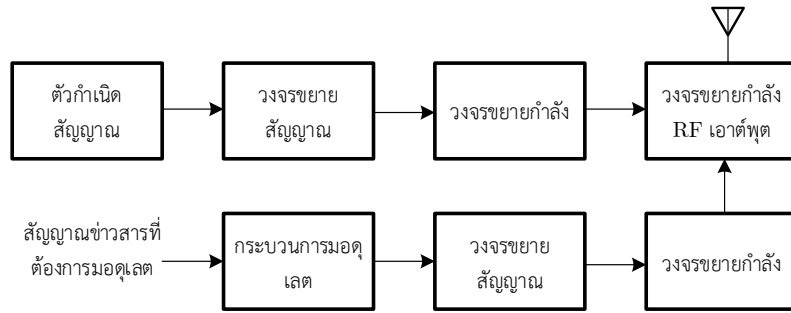 ตัวกำเนิด
สัญญาณ
วงจรขยาย
สัญญาณ
วงจรขยายกำลัง
วงจรขยายกำลัง
RF เอาต์พุต
สัญญาณข่าวสารที่
ต้องการมอดุเลต
กระบวนการมอดุ
เลต
วงจรขยาย
สัญญาณ
วงจรขยายกำลัง